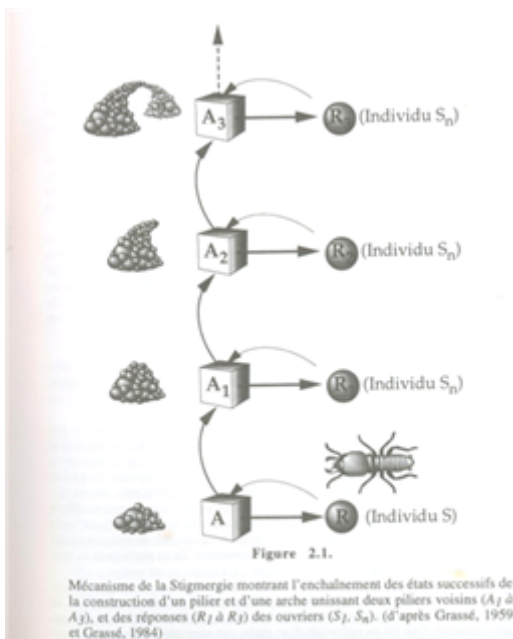 A3
R (Individu Sn)
A2
R (Individu Sn)
A1
R (Individu Sn)
A
R (Individu S)
Figure 2.1.
Mécanisme de la Stigmergie montrant l'enchaînement des états successifs de
la construction d'un pilier et d'une arche unissant deux piliers voisins (A1 à
A3), et des réponses (R1 à R3) des ouvriers (S1, Sn). (d'après Grassé, 1959
et Grassé, 1984)